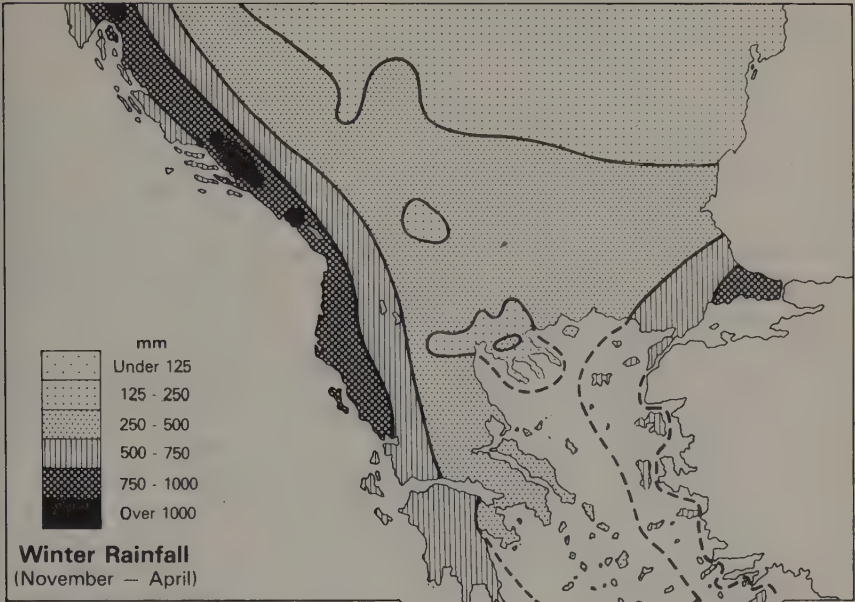 mm
Under 125
125 - 250
250 - 500
500 - 750
750 - 1000
Over 1000
Winter Rainfall
(November — April)